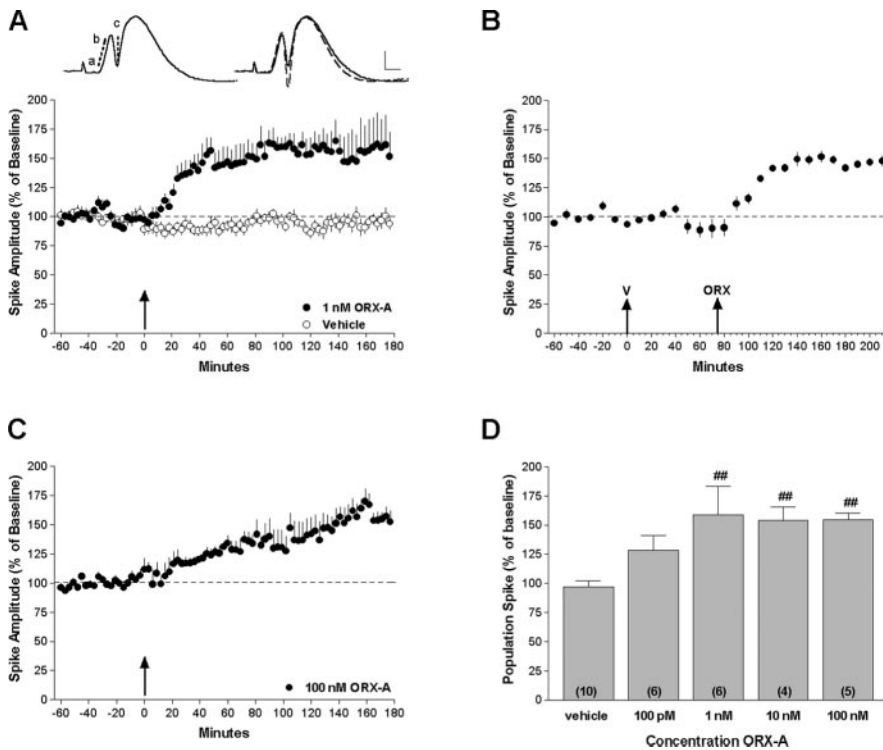 A
b
c
a
200
175
150
125
100
75
50
25
0
Spike Amplitude (% of Baseline)
1 nM ORX-A
Vehicle
-60 -40 -20 0 20 40 60 80 100 120 140 160 180
Minutes
B
200
175
150
125
100
75
50
25
0
Spike Amplitude (% of Baseline)
V
ORX
-60 -40 -20 0 20 40 60 80 100 120 140 160 180 200
Minutes
C
200
175
150
125
100
75
50
25
0
Spike Amplitude (% of Baseline)
100 nM ORX-A
-60 -40 -20 0 20 40 60 80 100 120 140 160 180
Minutes
D
200
175
150
125
100
75
50
25
0
Population Spike (% of baseline)
## ## ##
(10) (6) (6) (4) (5)
vehicle 100 pM 1 nM 10 nM 100 nM
Concentration ORX-A